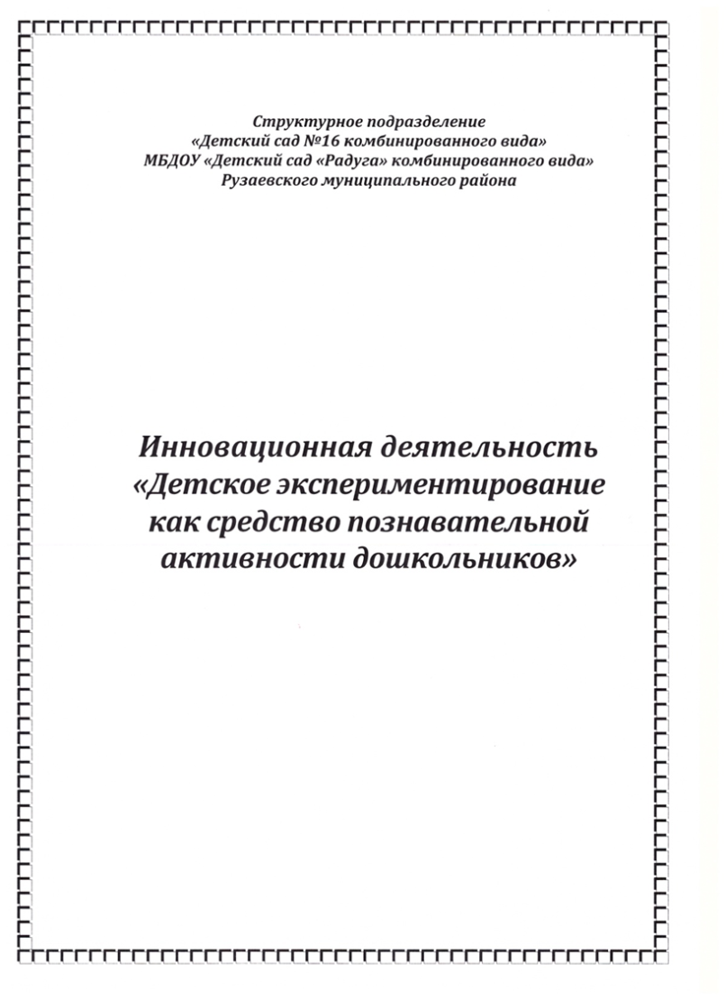 Структурное подразделение
«Детский сад №16 комбинированного вида»
МБДОУ «Детский сад «Радуга» комбинированного вида»
Рузаевского муниципального района
Инновационная деятельность
«Детское экспериментирование
как средство познавательной
активности дошкольников»